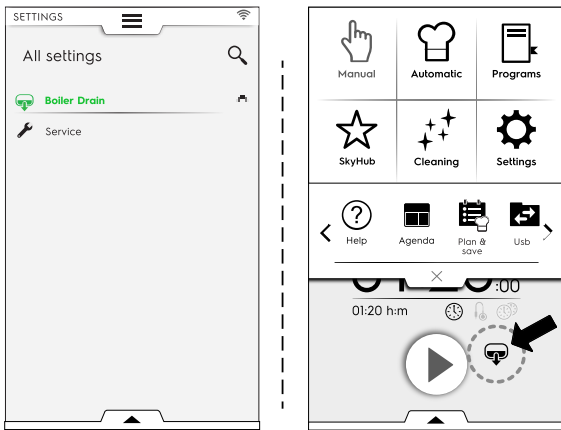 SETTINGS
All settings
Boiler Drain
Service
Manual
Automatic
Programs
SkyHub
Cleaning
Settings
Help
Agenda
Plan &
save
Usb
:00
01:20 h:m